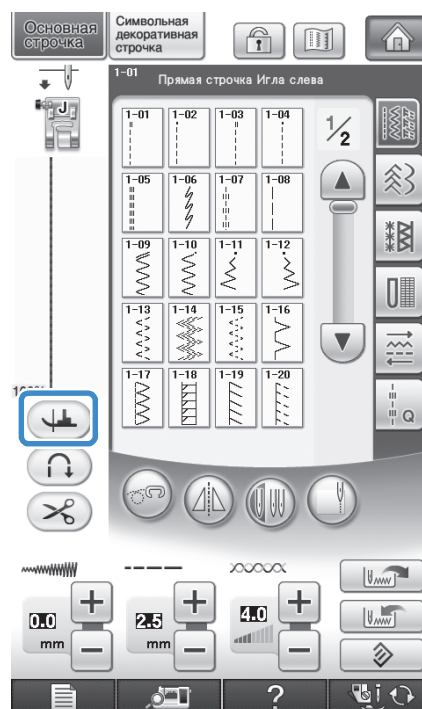 Основная
строчка
Символьная
декоративная
строчка
1-01
Прямая строчка Игла слева
J
1-01 1-02 1-03 1-04
1/2
1-05 1-06 1-07 1-08
1-09 1-10 1-11 1-12
1-13 1-14 1-15 1-16
1-17 1-18 1-19 1-20
Q
0.0 2.5 4.0
mm mm
?